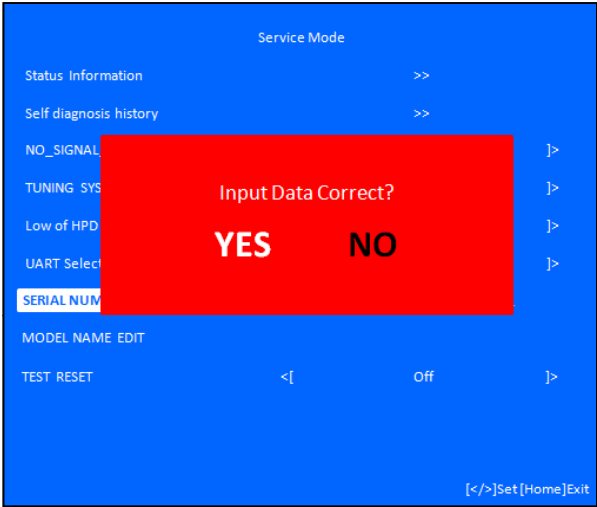 Service Mode
Status Information >>
Self diagnosis history >>
NO_SIGNAL_ ]>
TUNING SYS ]>
Input Data Correct?
Low of HPD ]>
YES NO
UART Select ]>
SERIAL NUM
MODEL NAME EDIT
TEST RESET <[ Off ]>
[</>]Set[Home]Exit